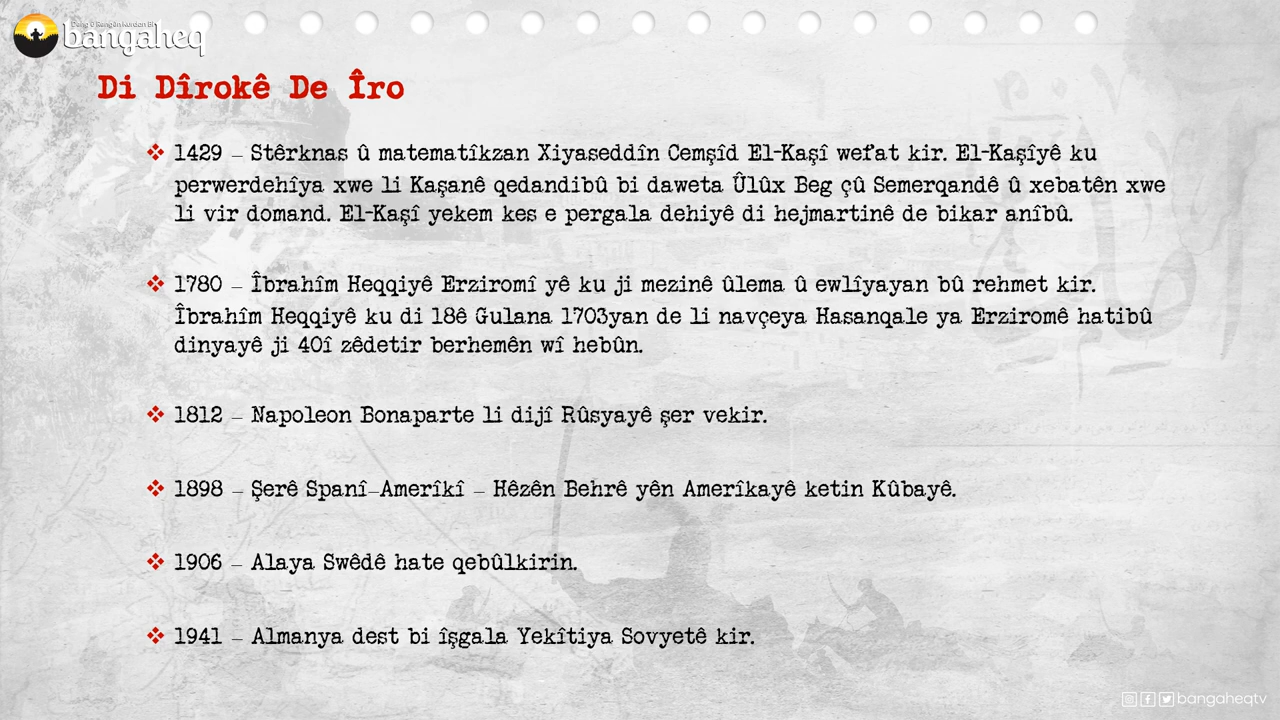 Deng û Rengên Kurdan Bi
bangaheq
Di Dîrokê De Îro
1429 – Stêrknas û matematîkzan Xiyaseddîn Cemşîd El-Kaşî wefat kir. El-Kaşîyê ku
perwerdehîya xwe li Kaşanê qedandibû bi daweta Ûlûx Beg çû Semerqandê û xebatên xwe
li vir domand. El-Kaşî yekem kes e pergala dehiyê di hejmartinê de bikar anîbû.
1780 – Îbrahîm Heqqiyê Erziromî yê ku ji mezinê ûlema û ewlîyayan bû rehmet kir.
Îbrahîm Heqqiyê ku di 18ê Gulana 1703yan de li navçeya Hasanqale ya Erziromê hatibû
dinyayê ji 40î zêdetir berhemên wî hebûn.
1812 – Napoleon Bonaparte li dijî Rûsyayê şer vekir.
1898 – Şerê Spanî–Amerîkî – Hêzên Behrê yên Amerîkayê ketin Kûbayê.
1906 – Alaya Swêdê hate qebûlkirin.
1941 – Almanya dest bi îşgala Yekîtiya Sovyetê kir.
bangaheqtv